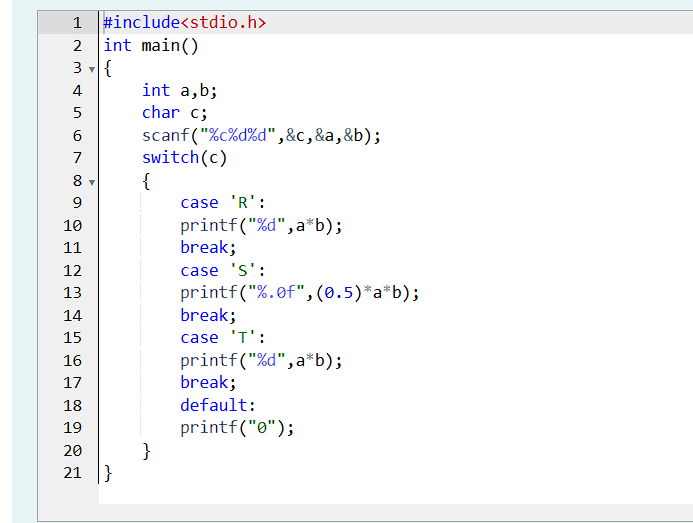 1 #include<stdio.h>
2 int main()
3 {
4     int a,b;
5     char c;
6     scanf("%c%d%d",&c,&a,&b);
7     switch(c)
8     {
9         case 'R':
10         printf("%d",a*b);
11         break;
12         case 'S':
13         printf("%.0f",(0.5)*a*b);
14         break;
15         case 'T':
16         printf("%d",a*b);
17         break;
18         default:
19         printf("0");
20     }
21 }